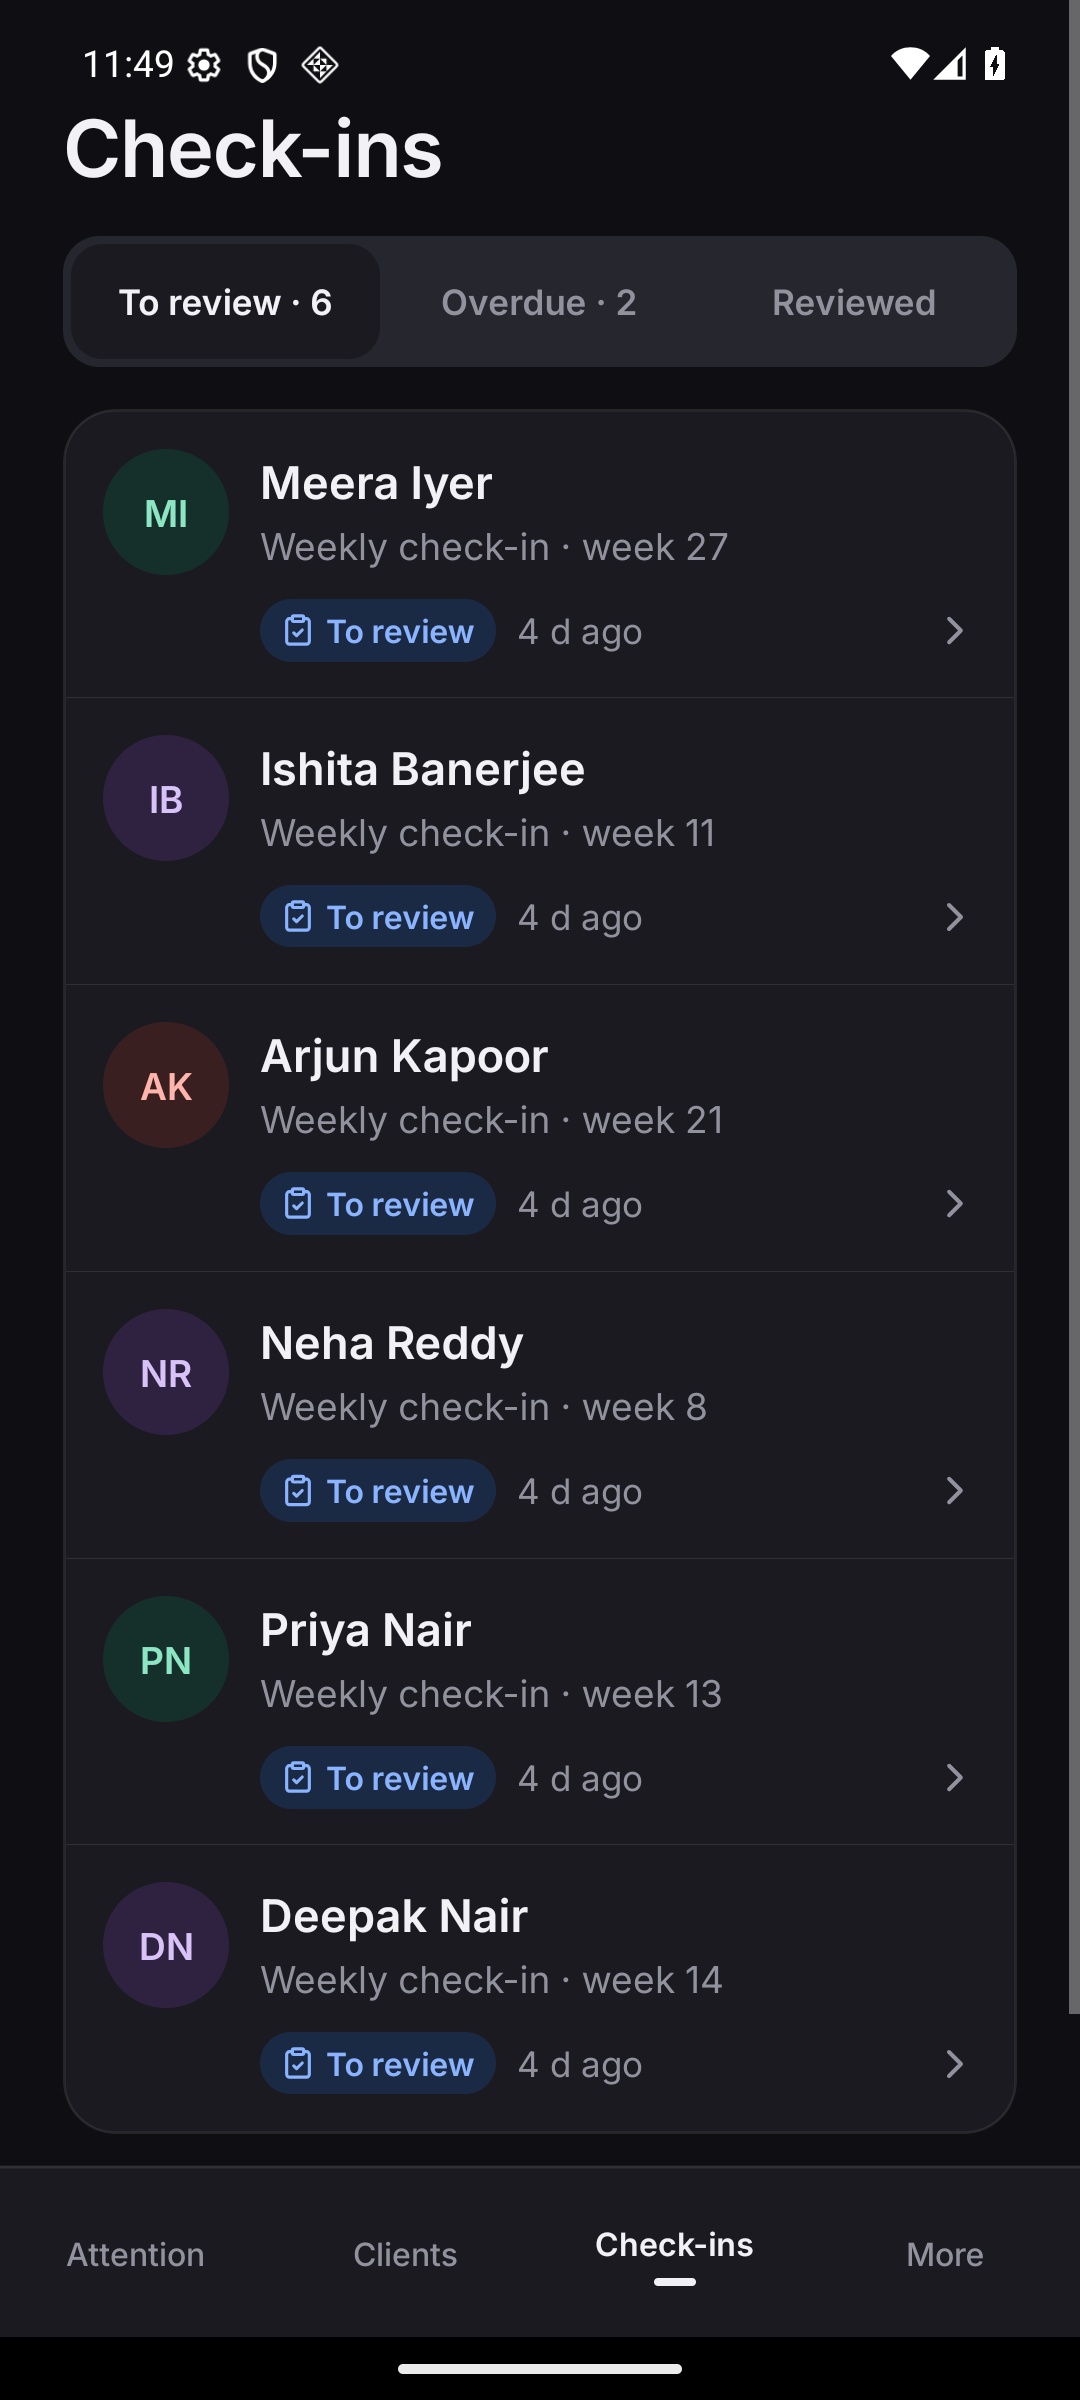 11:49
Check-ins
To review · 6
Overdue · 2
Reviewed
MI
Meera Iyer
Weekly check-in · week 27
To review
4 d ago
IB
Ishita Banerjee
Weekly check-in · week 11
To review
4 d ago
AK
Arjun Kapoor
Weekly check-in · week 21
To review
4 d ago
NR
Neha Reddy
Weekly check-in · week 8
To review
4 d ago
PN
Priya Nair
Weekly check-in · week 13
To review
4 d ago
DN
Deepak Nair
Weekly check-in · week 14
To review
4 d ago
Attention
Clients
Check-ins
More